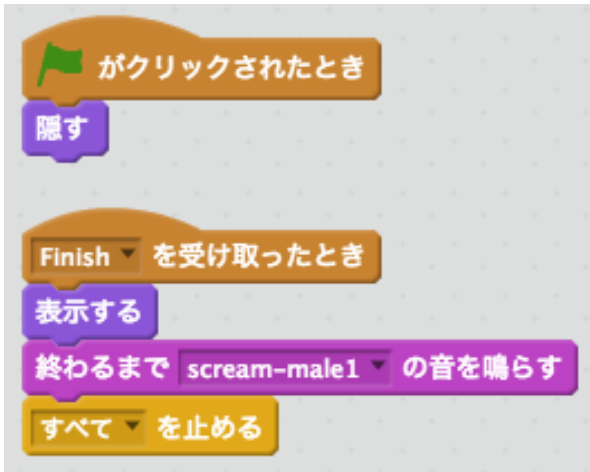 がクリックされたとき
隠す
Finish を受け取ったとき
表示する
終わるまで scream-male1 の音を鳴らす
すべて を止める